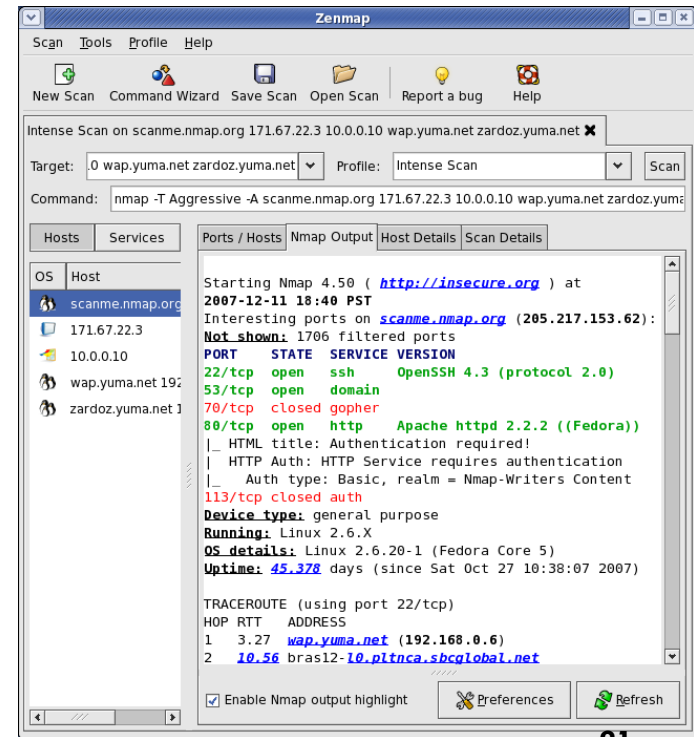 Zenmap
Scan Tools Profile Help
New Scan Command Wizard Save Scan Open Scan Report a bug Help
Intense Scan on scanme.nmap.org 171.67.22.3 10.0.0.10 wap.yuma.net zardoz.yuma.net
Target: .0 wap.yuma.net zardoz.yuma.net Profile: Intense Scan Scan
Command: nmap -T Aggressive -A scanme.nmap.org 171.67.22.3 10.0.0.10 wap.yuma.net zardoz.yuma
Hosts Services Ports / Hosts Nmap Output Host Details Scan Details
OS Host
scanme.nmap.org
171.67.22.3
10.0.0.10
wap.yuma.net 192
zardoz.yuma.net 1
Starting Nmap 4.50 ( http://insecure.org ) at
2007-12-11 18:40 PST
Interesting ports on scanme.nmap.org (205.217.153.62):
Not shown: 1706 filtered ports
PORT STATE SERVICE VERSION
22/tcp open ssh OpenSSH 4.3 (protocol 2.0)
53/tcp open domain
70/tcp closed gopher
80/tcp open http Apache httpd 2.2.2 ((Fedora))
|_ HTML title: Authentication required!
| HTTP Auth: HTTP Service requires authentication
|_ Auth type: Basic, realm = Nmap-Writers Content
113/tcp closed auth
Device type: general purpose
Running: Linux 2.6.X
OS details: Linux 2.6.20-1 (Fedora Core 5)
Uptime: 45.378 days (since Sat Oct 27 10:38:07 2007)
TRACEROUTE (using port 22/tcp)
HOP RTT ADDRESS
1 3.27 wap.yuma.net (192.168.0.6)
2 10.56 bras12-l0.pltnca.sbcglobal.net
Enable Nmap output highlight Preferences Refresh